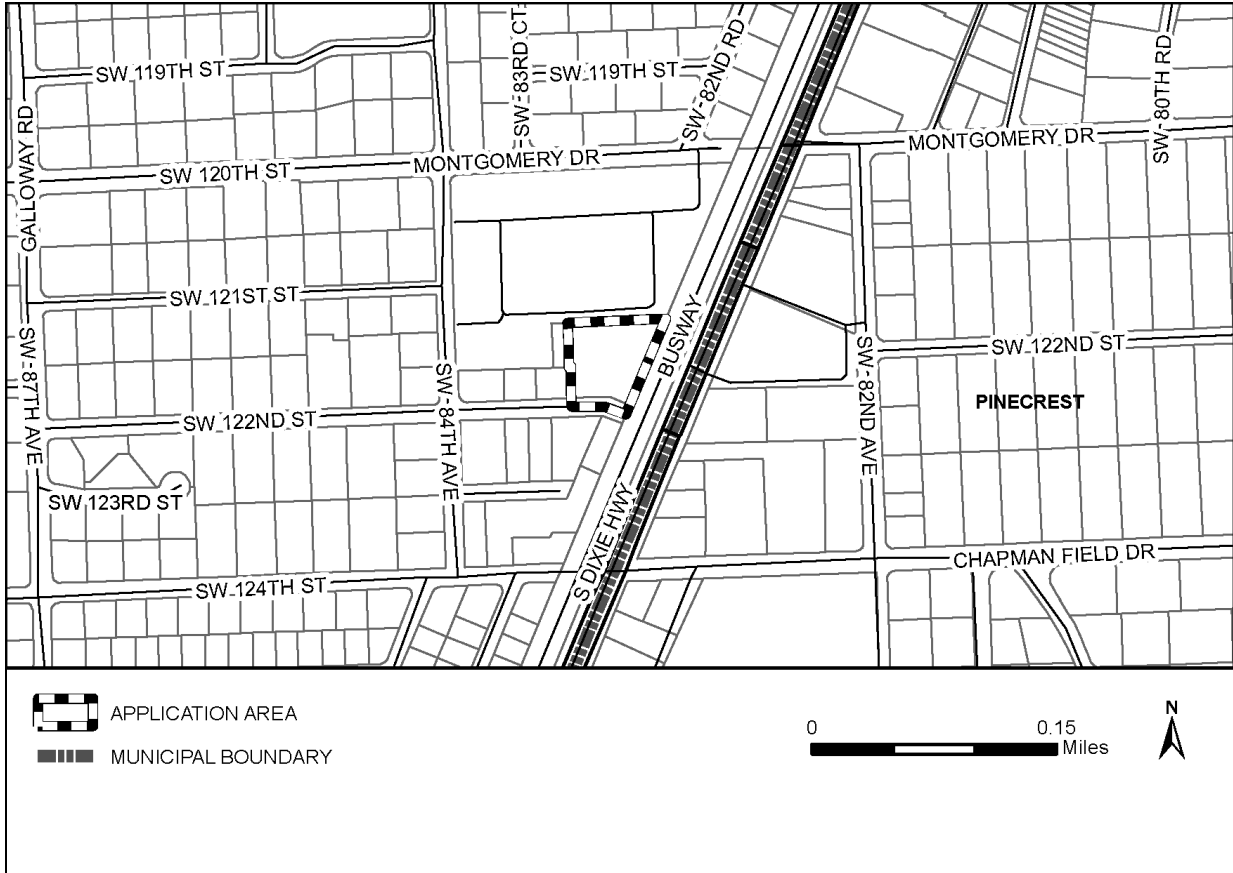 SW 119TH ST
SW 83RD CT
SW 119TH ST
SW 82ND RD
SW 80TH RD
GALLOWAY RD
SW 120TH ST
MONTGOMERY DR
MONTGOMERY DR
SW 121ST ST
BUSWAY
SW 122ND ST
SW 87TH AVE
SW 84TH AVE
SW 82ND AVE
PINECREST
SW 122ND ST
SW 123RD ST
S DIXIE HWY
CHAPMAN FIELD DR
SW 124TH ST
APPLICATION AREA
MUNICIPAL BOUNDARY
0 0.15
Miles
N